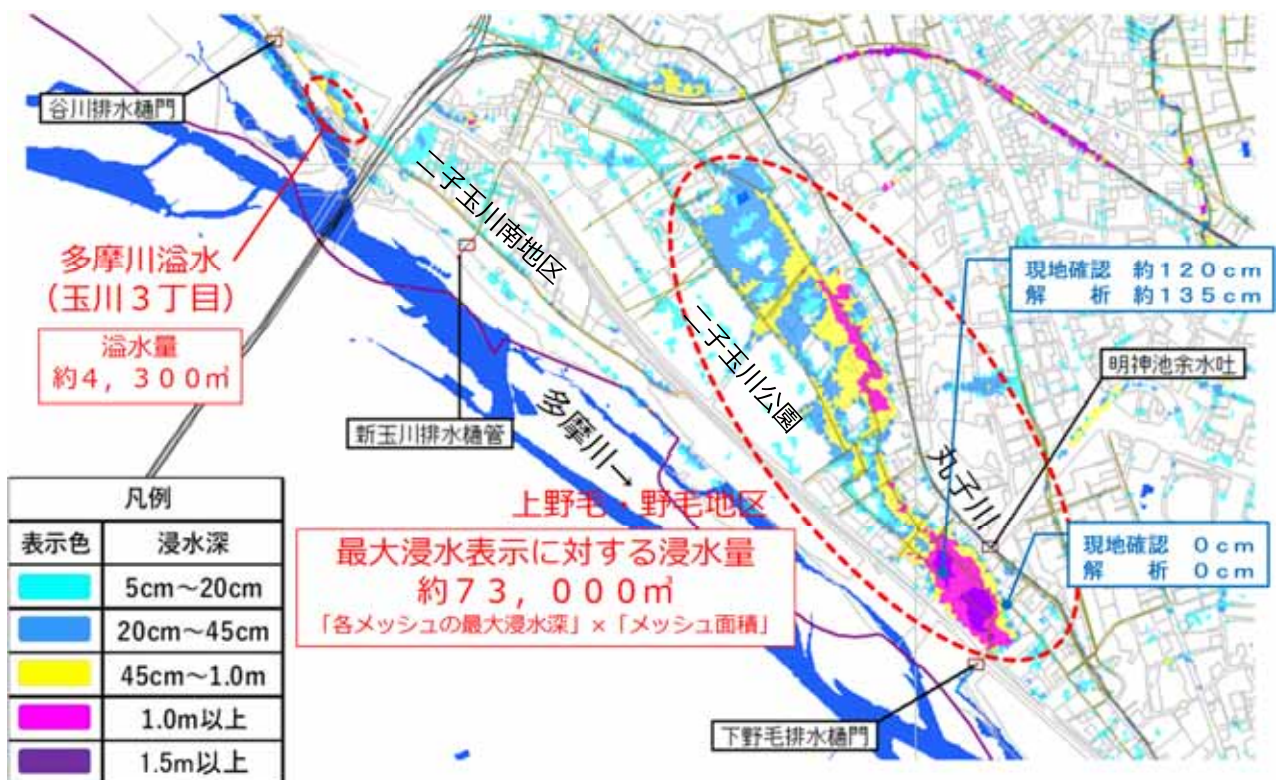 谷川排水樋門
多摩川溢水
（玉川３丁目）
溢水量
約４，３００㎥
二子玉川南地区
新玉川排水樋管
多摩川→
二子玉川公園
丸子川
現地確認 約１２０ｃｍ
解 析 約１３５ｃｍ
明神池余水吐
現地確認 ０ｃｍ
解 析 ０ｃｍ
上野毛・野毛地区
最大浸水表示に対する浸水量
約７３，０００㎥
「各メッシュの最大浸水深」×「メッシュ面積」
下野毛排水樋門
凡例
表示色 浸水深
5cm～20cm
20cm～45cm
45cm～1.0m
1.0m以上
1.5m以上